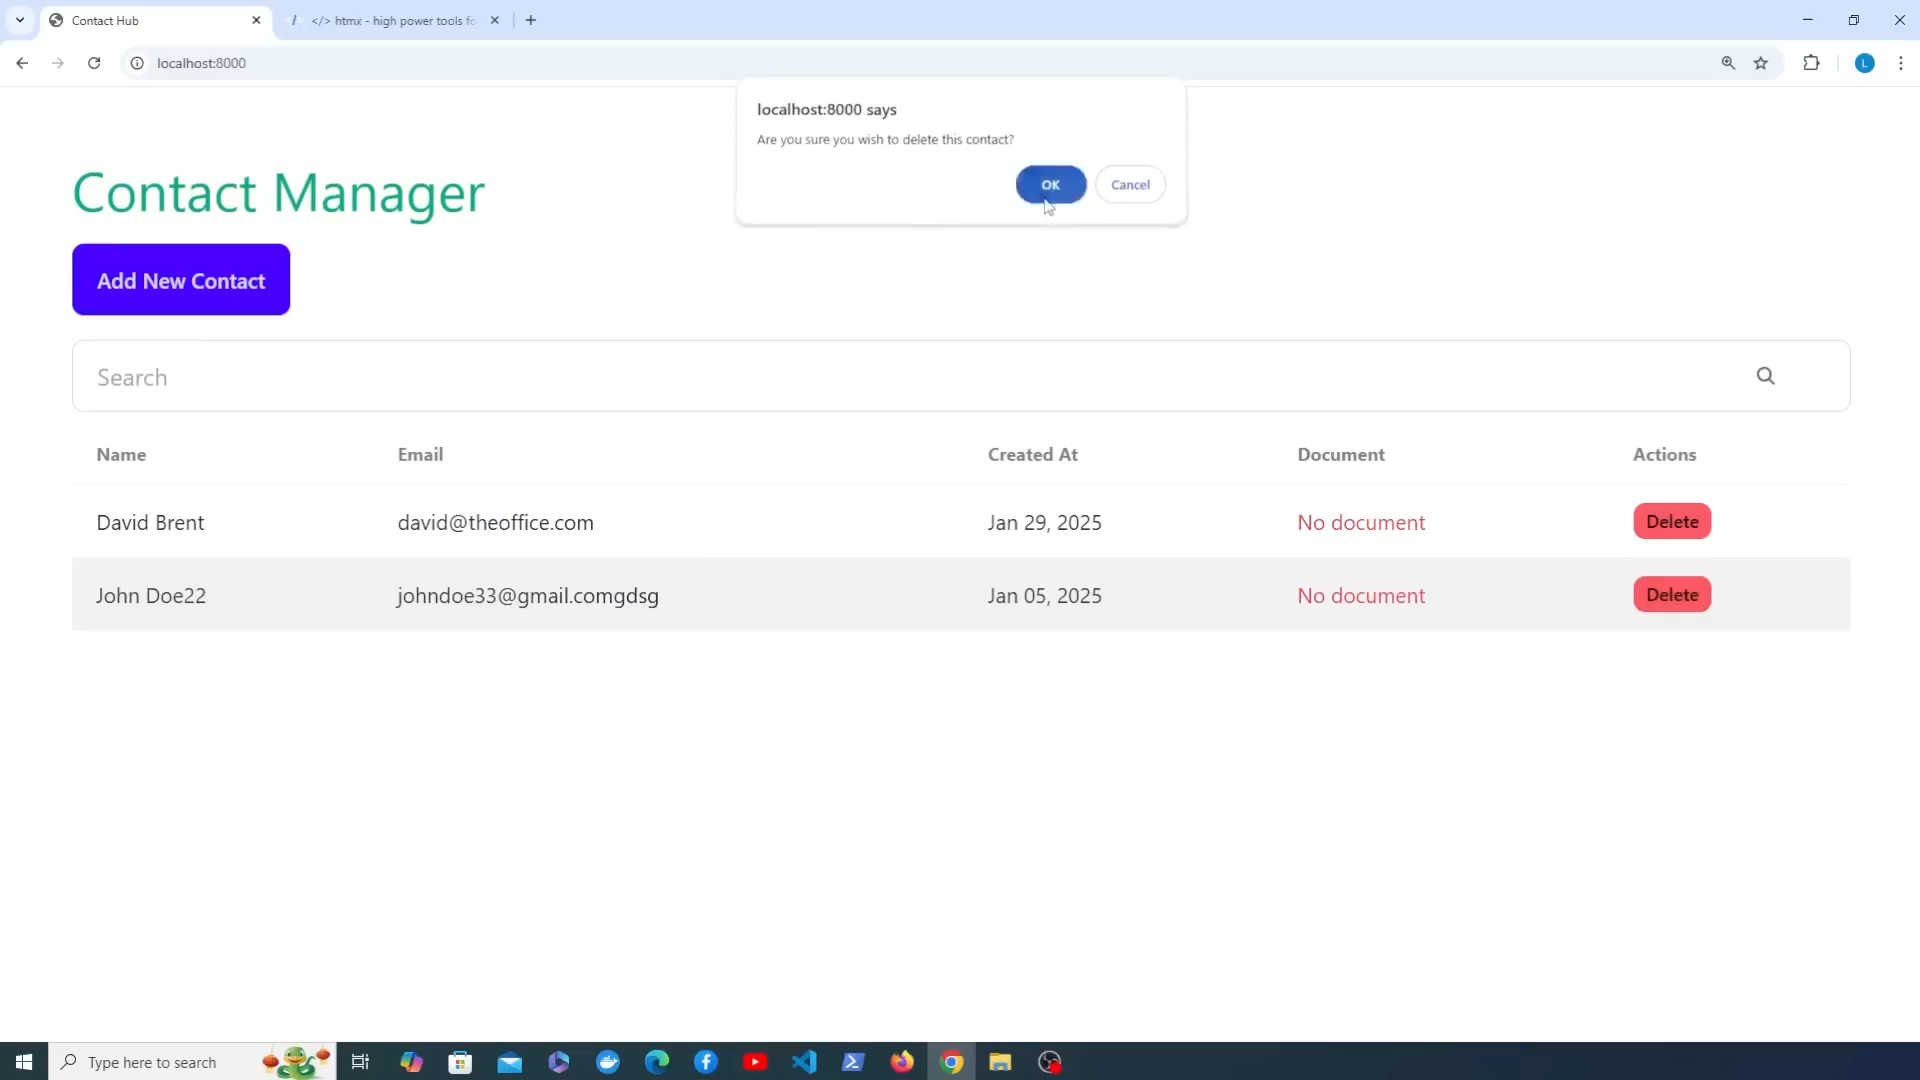 Contact Hub
</> htmx - high power tools fo
localhost:8000
L
localhost:8000 says
Are you sure you wish to delete this contact?
OK
Cancel
Contact Manager
Add New Contact
Search
Name Email Created At Document Actions
David Brent david@theoffice.com Jan 29, 2025 No document Delete
John Doe22 johndoe33@gmail.comgdsg Jan 05, 2025 No document Delete
Type here to search